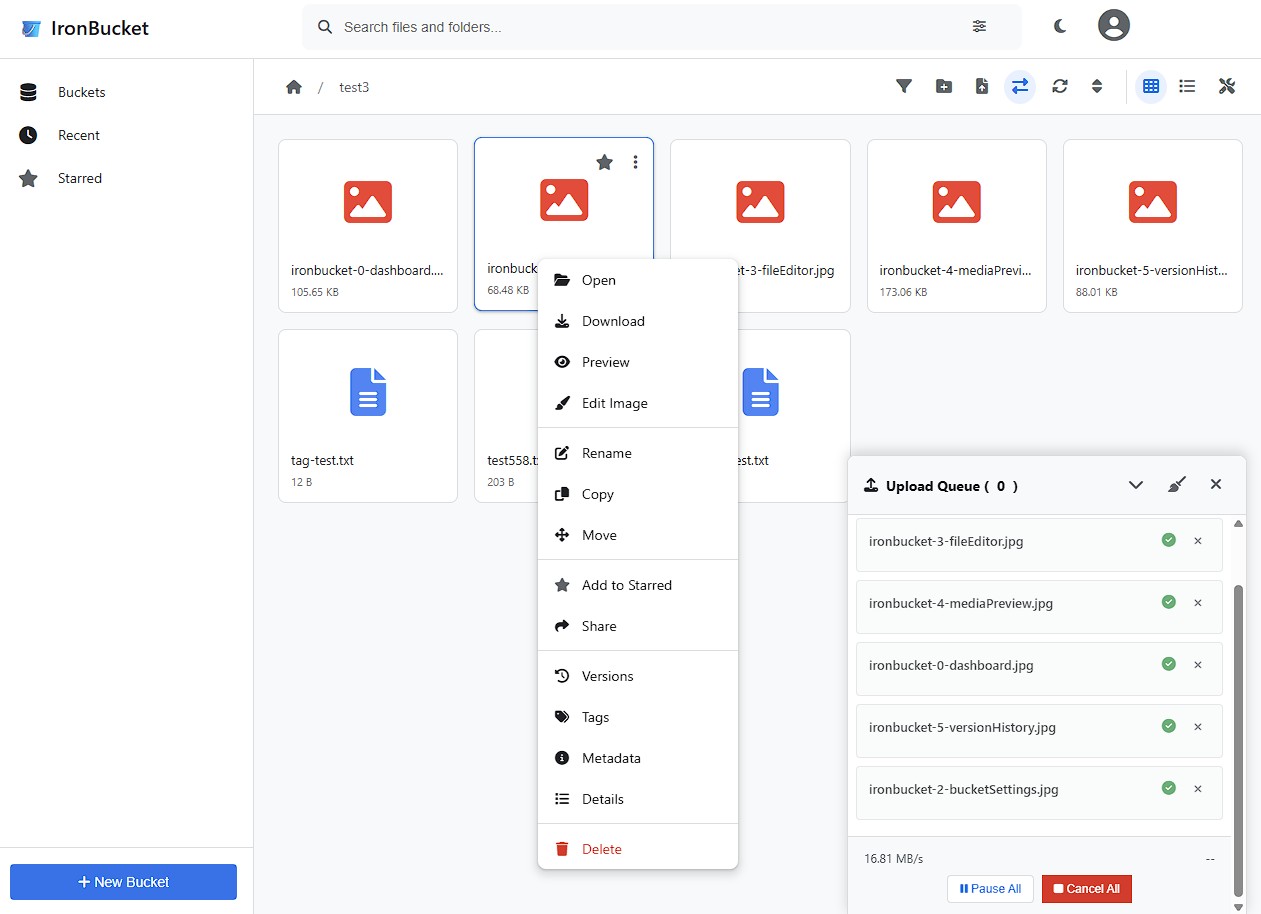 IronBucket
Search files and folders...
Buckets
Recent
Starred
/ test3
ironbucket-0-dashboard....
105.65 KB
ironbuck
68.48 KB
et-3-fileEditor.jpg
ironbucket-4-mediaPrevi...
173.06 KB
ironbucket-5-versionHist...
88.01 KB
tag-test.txt
12 B
test558.t
203 B
est.txt
Open
Download
Preview
Edit Image
Rename
Copy
Move
Add to Starred
Share
Versions
Tags
Metadata
Details
Delete
Upload Queue ( 0 )
ironbucket-3-fileEditor.jpg
ironbucket-4-mediaPreview.jpg
ironbucket-0-dashboard.jpg
ironbucket-5-versionHistory.jpg
ironbucket-2-bucketSettings.jpg
16.81 MB/s
--
Pause All
Cancel All
+ New Bucket